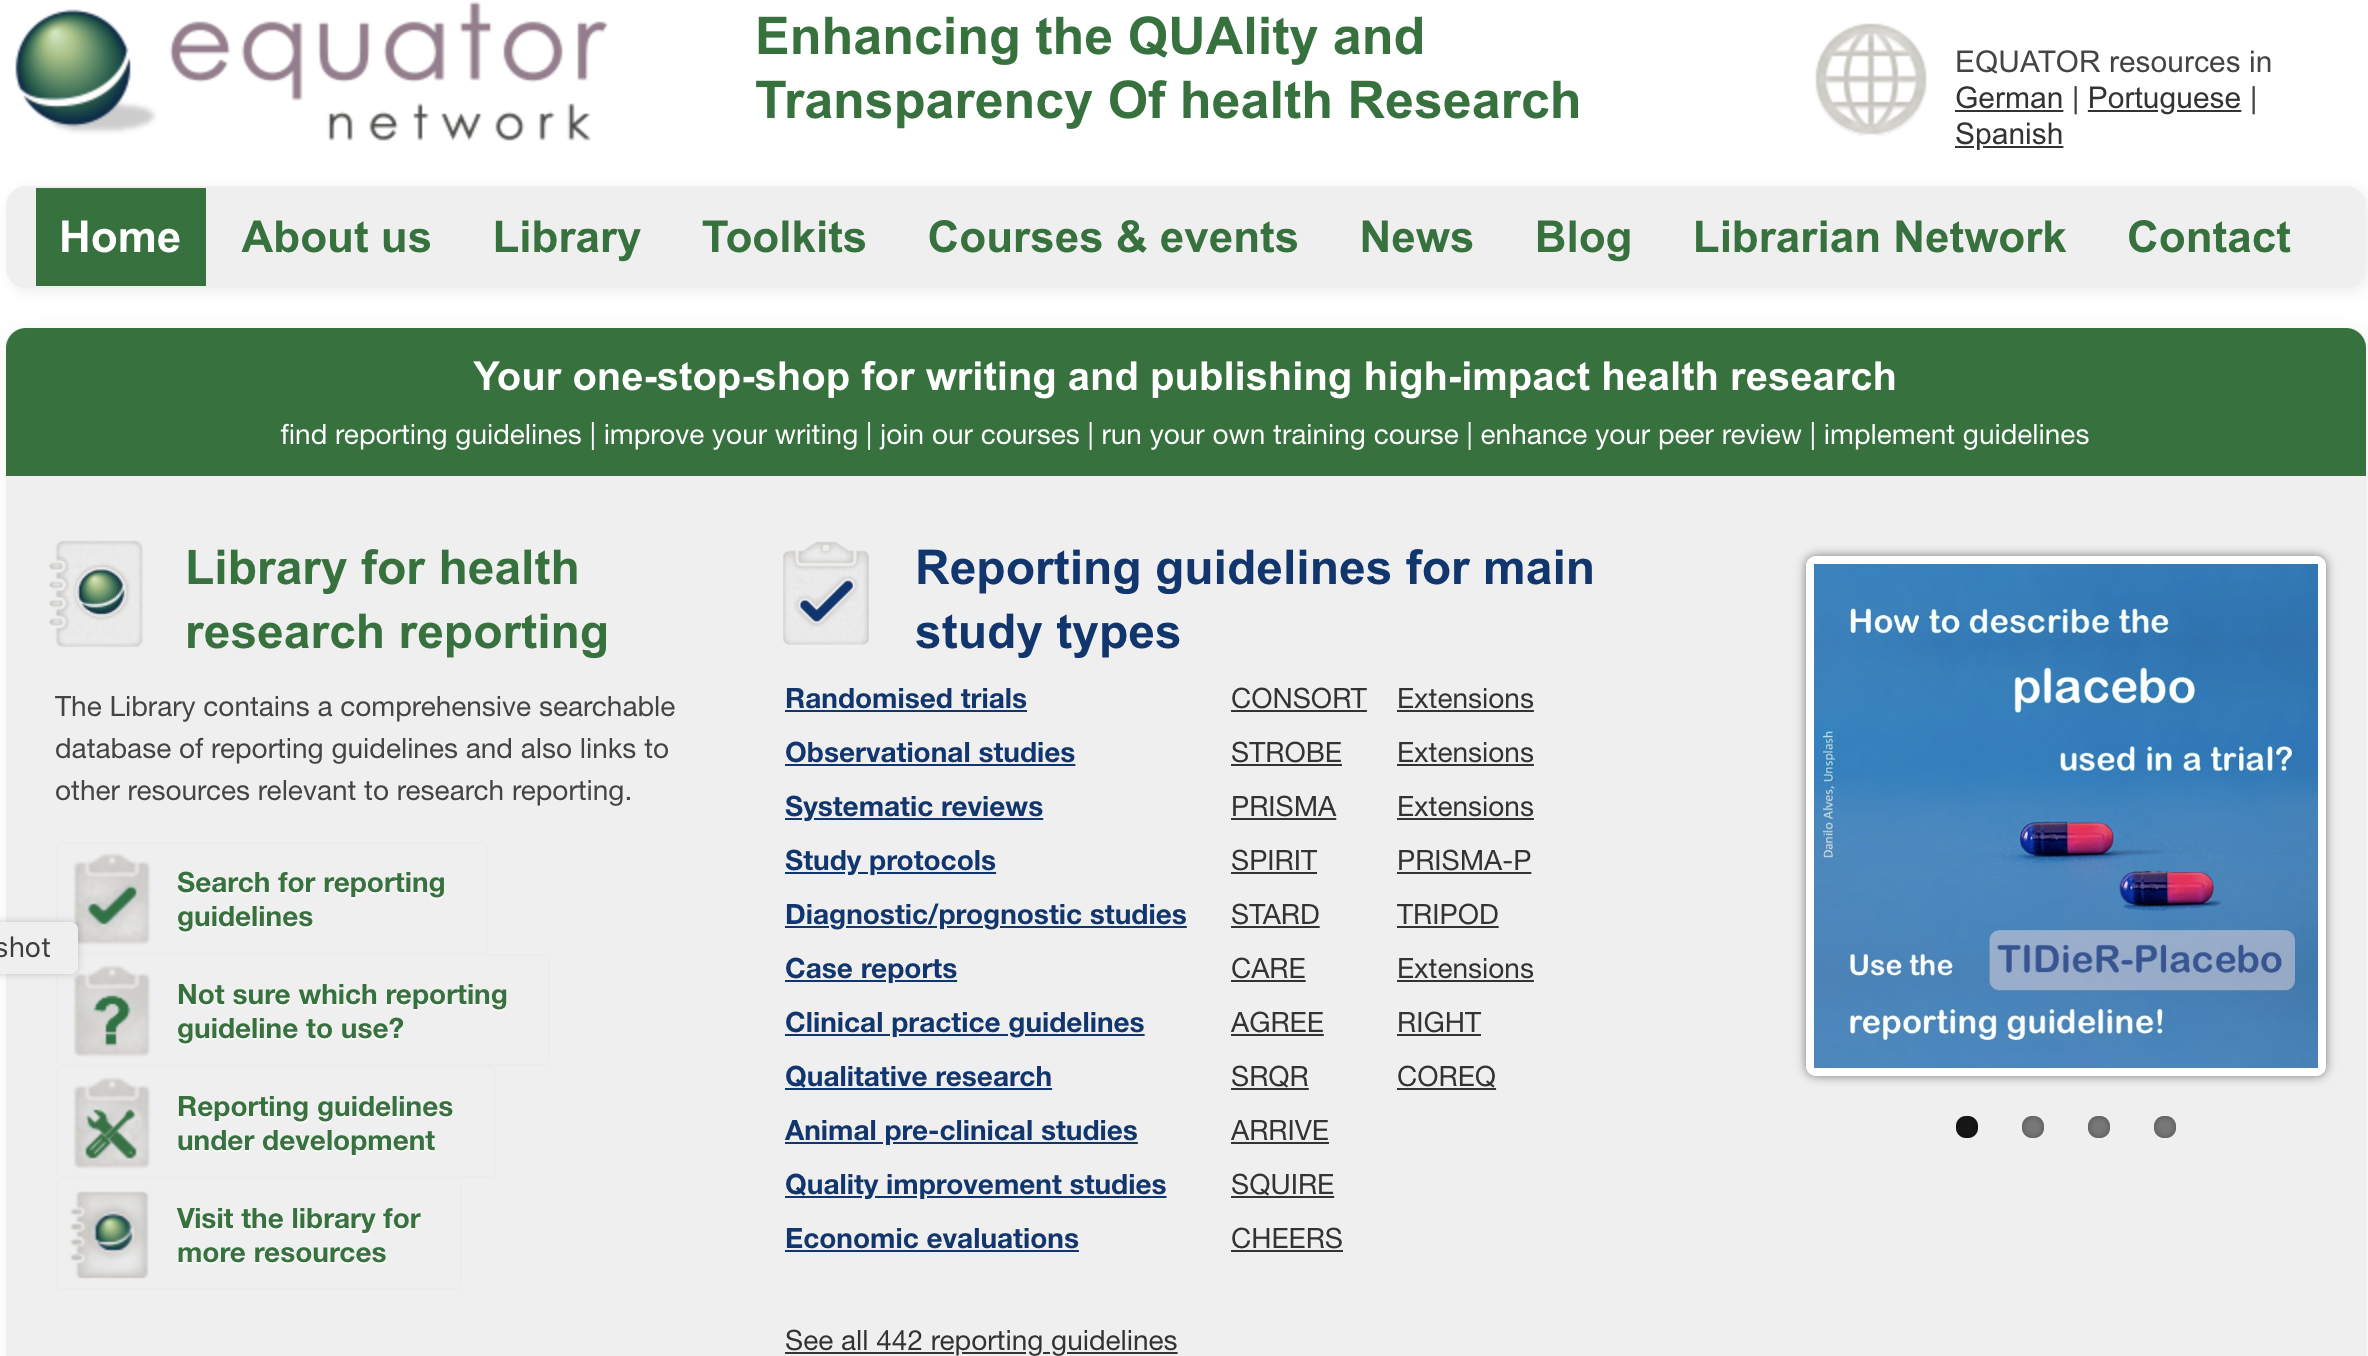 equator
network
Enhancing the QUAlity and
Transparency Of health Research
EQUATOR resources in
German | Portuguese |
Spanish
Home About us Library Toolkits Courses & events News Blog Librarian Network Contact
Your one-stop-shop for writing and publishing high-impact health research
find reporting guidelines | improve your writing | join our courses | run your own training course | enhance your peer review | implement guidelines
Library for health
research reporting
The Library contains a comprehensive searchable
database of reporting guidelines and also links to
other resources relevant to research reporting.
Search for reporting
guidelines
shot
Not sure which reporting
guideline to use?
Reporting guidelines
under development
Visit the library for
more resources
Reporting guidelines for main
study types
Randomised trials CONSORT Extensions
Observational studies STROBE Extensions
Systematic reviews PRISMA Extensions
Study protocols SPIRIT PRISMA-P
Diagnostic/prognostic studies STARD TRIPOD
Case reports CARE Extensions
Clinical practice guidelines AGREE RIGHT
Qualitative research SRQR COREQ
Animal pre-clinical studies ARRIVE
Quality improvement studies SQUIRE
Economic evaluations CHEERS
See all 442 reporting guidelines
How to describe the
placebo
used in a trial?
Danilo Alves, Unsplash
Use the TIDieR-Placebo
reporting guideline!